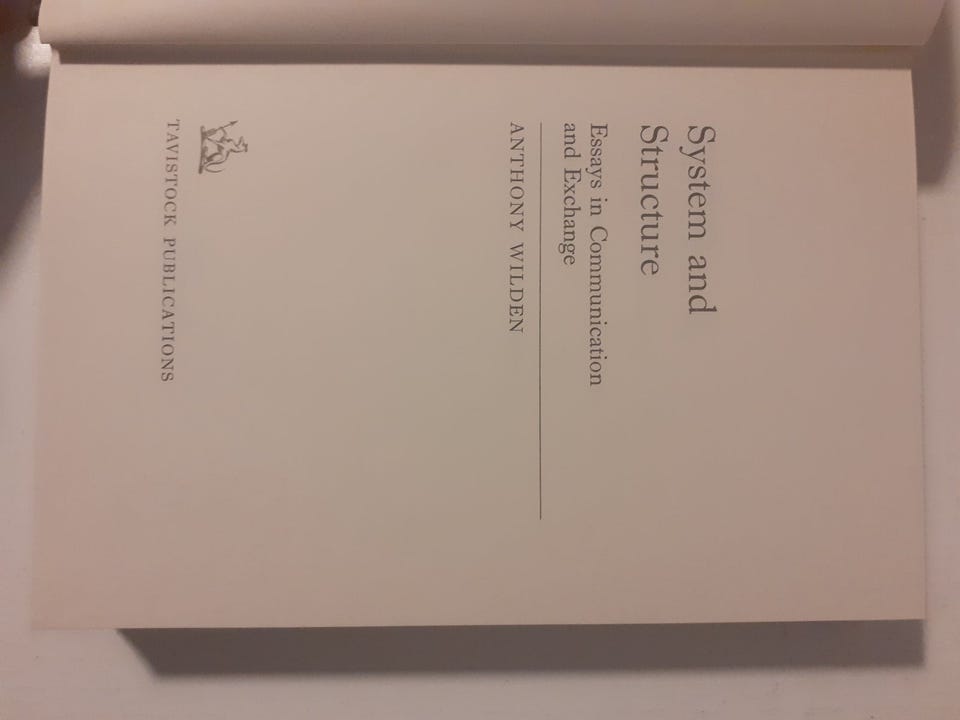 System and
Structure
Essays in Communication
and Exchange
ANTHONY WILDEN
TAVISTOCK PUBLICATIONS